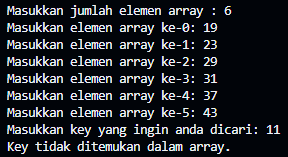 Masukkan jumlah elemen array : 6
Masukkan elemen array ke-0: 19
Masukkan elemen array ke-1: 23
Masukkan elemen array ke-2: 29
Masukkan elemen array ke-3: 31
Masukkan elemen array ke-4: 37
Masukkan elemen array ke-5: 43
Masukkan key yang ingin anda dicari: 11
Key tidak ditemukan dalam array.